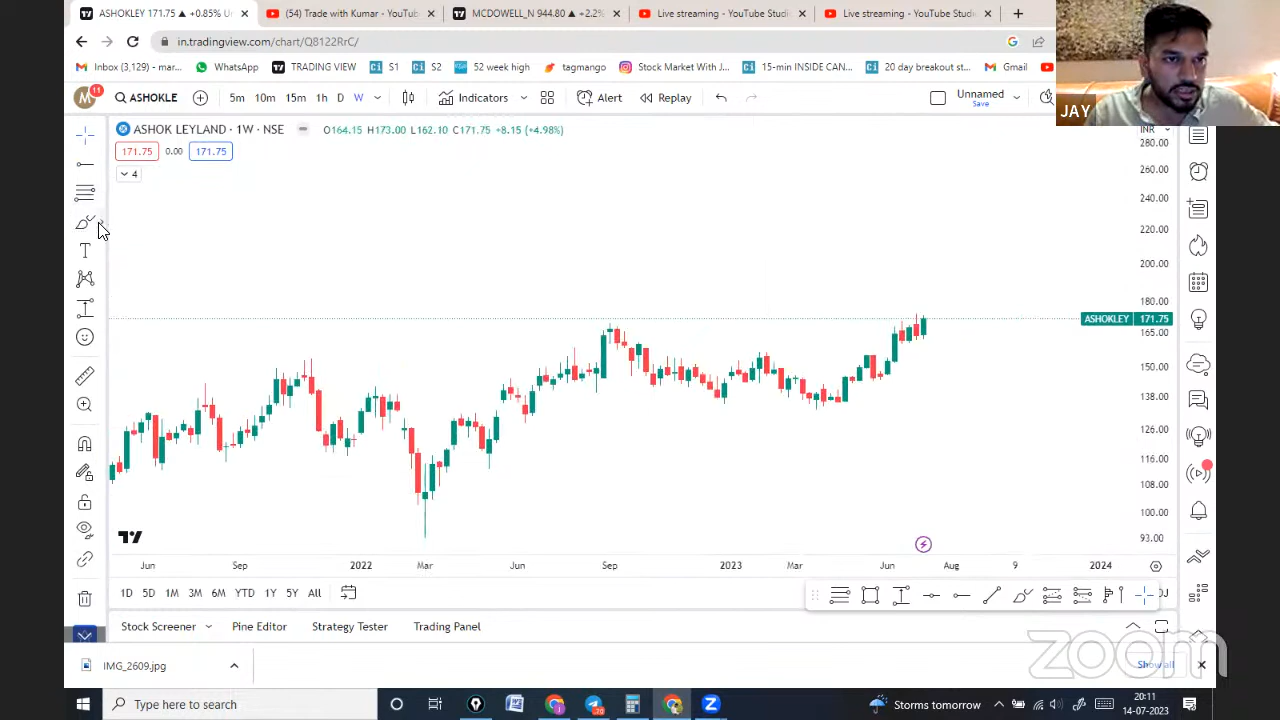 ASHOKLEY 171.75 ▲ +0.85% U
(54) Trade with Kumar - YouTub
MCDOWELL_N 944.80 ▲ +2.2%
Live streaming - YouTube Studi
Live streaming - YouTube Studi
in.tradingview.com/chart/Q8122RrC/
Inbox (3,129) - mar...
WhatsApp
TRADING VIEW
S1
S2
52 week high
tagmango
Stock Market With J...
15-min INSIDE CAN...
20 day breakout st...
Gmail
JAY
M
11
ASHOKLE
5m 10m 15m 1h D W
Indicators
Alert
Replay
Unnamed
Save
ASHOK LEYLAND · 1W · NSE
O164.15 H173.00 L162.10 C171.75 +8.15 (+4.98%)
171.75 0.00 171.75
4
INR
280.00
260.00
240.00
220.00
200.00
180.00
ASHOKLEY 171.75
165.00
150.00
138.00
126.00
116.00
108.00
100.00
93.00
Jun Sep 2022 Mar Jun Sep 2023 Mar Jun Aug 9 2024
1D 5D 1M 3M 6M YTD 1Y 5Y All
Stock Screener
Pine Editor
Strategy Tester
Trading Panel
IMG_2609.jpg
Show all
zoom
Type here to search
Storms tomorrow
20:11
14-07-2023